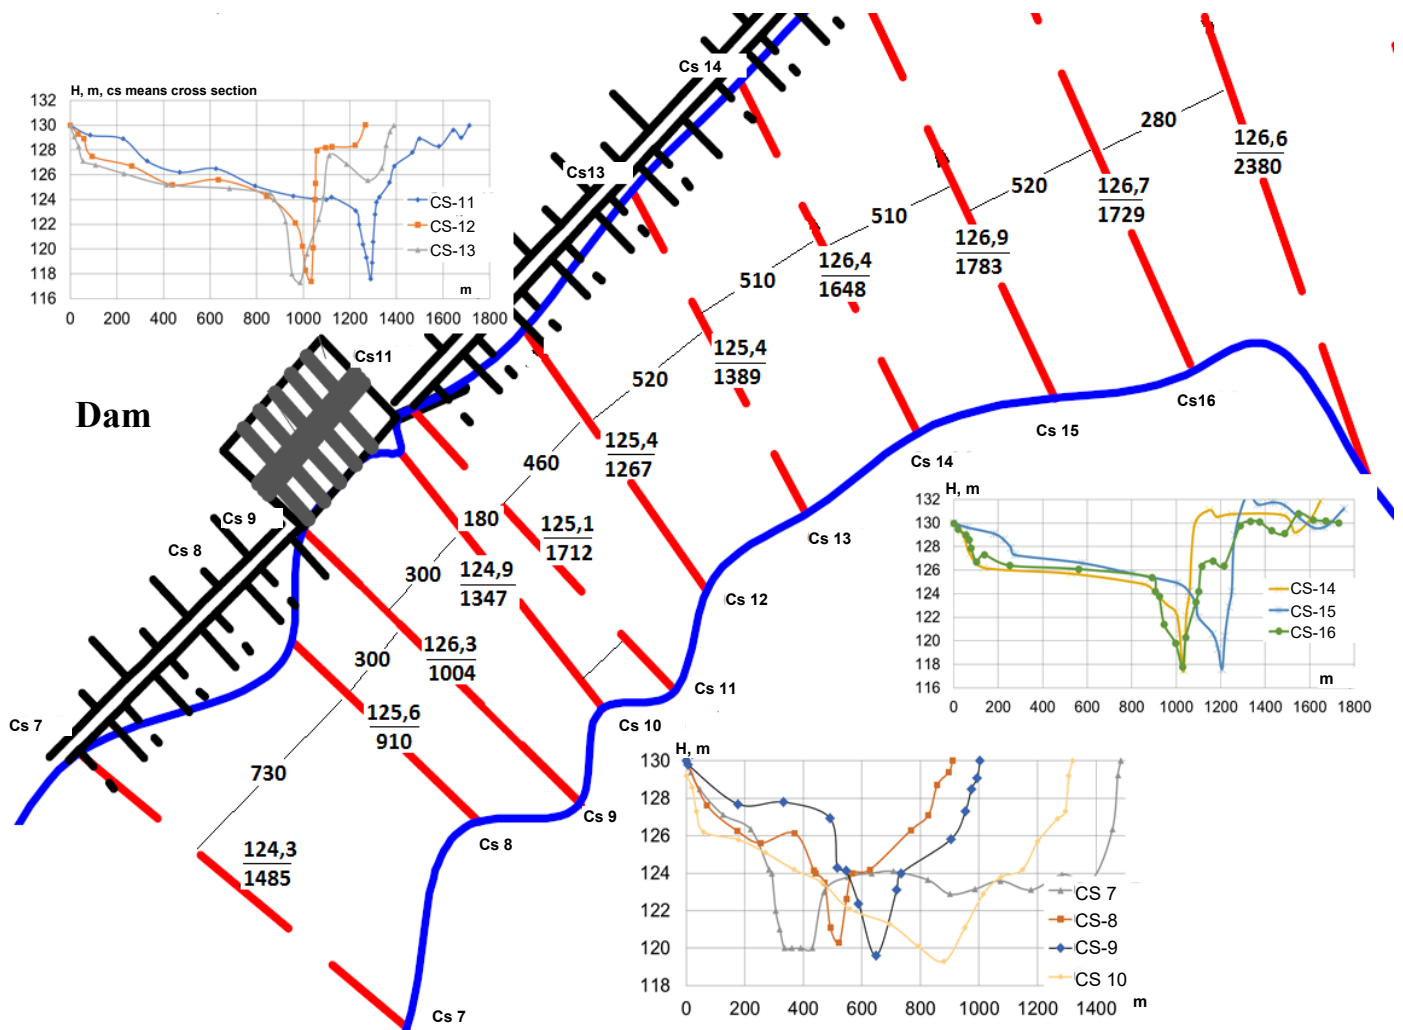 H, m, cs means cross section
132
130
128
126
124
122
120
118
116
0
200
400
600
800
1000
1200
1400
1600
1800
m
CS-11
CS-12
CS-13
Cs 14
Cs13
Cs11
Dam
Cs 9
Cs 8
Cs 7
280
520
510
510
520
460
180
300
300
730
126,6
2380
126,7
1729
126,9
1783
126,4
1648
125,4
1389
125,4
1267
125,1
1712
124,9
1347
126,3
1004
125,6
910
124,3
1485
Cs16
Cs 15
Cs 14
Cs 13
Cs 12
Cs 11
Cs 10
Cs 9
Cs 8
Cs 7
H, m
132
130
128
126
124
122
120
118
116
0
200
400
600
800
1000
1200
1400
1600
1800
m
CS-14
CS-15
CS-16
H, m
130
128
126
124
122
120
118
0
200
400
600
800
1000
1200
1400
m
CS 7
CS-8
CS-9
CS 10